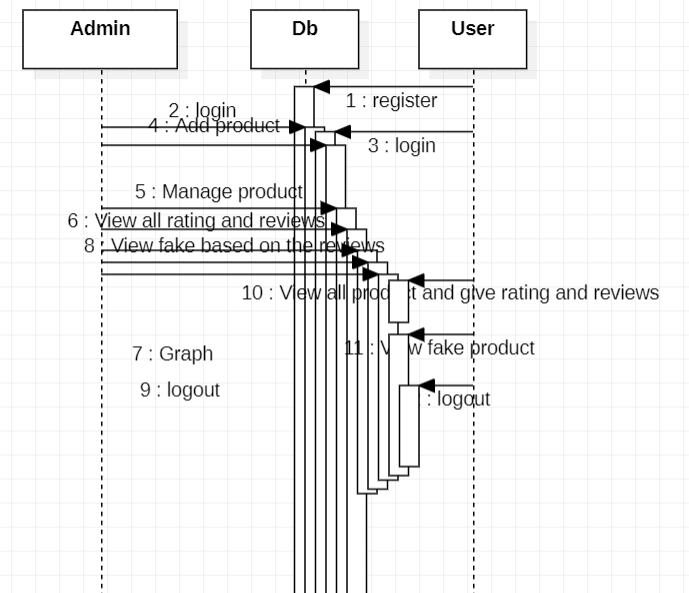 Admin
Db
User
1 : register
2 : login
4 : Add product
3 : login
5 : Manage product
6 : View all rating and reviews
8 : View fake based on the reviews
10 : View all product and give rating and reviews
7 : Graph
11 : View fake product
9 : logout
: logout